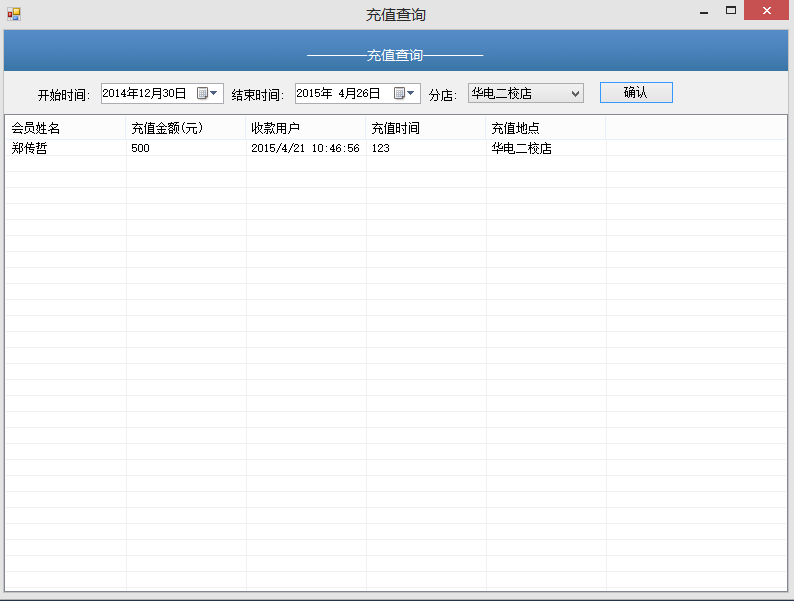 充值查询
————充值查询————
开始时间: 2014年12月30日 结束时间: 2015年 4月26日 分店: 华电二校店 确认
会员姓名 充值金额(元) 收款用户 充值时间 充值地点
郑传哲 500 2015/4/21 10:46:56 123 华电二校店